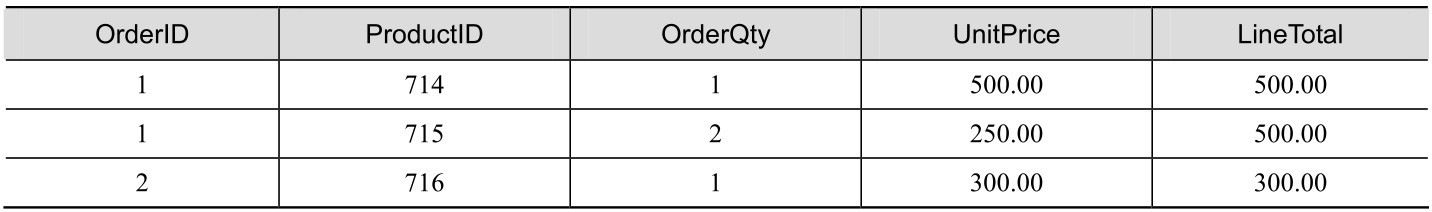 OrderID ProductID OrderQty UnitPrice LineTotal
1 714 1 500.00 500.00
1 715 2 250.00 500.00
2 716 1 300.00 300.00